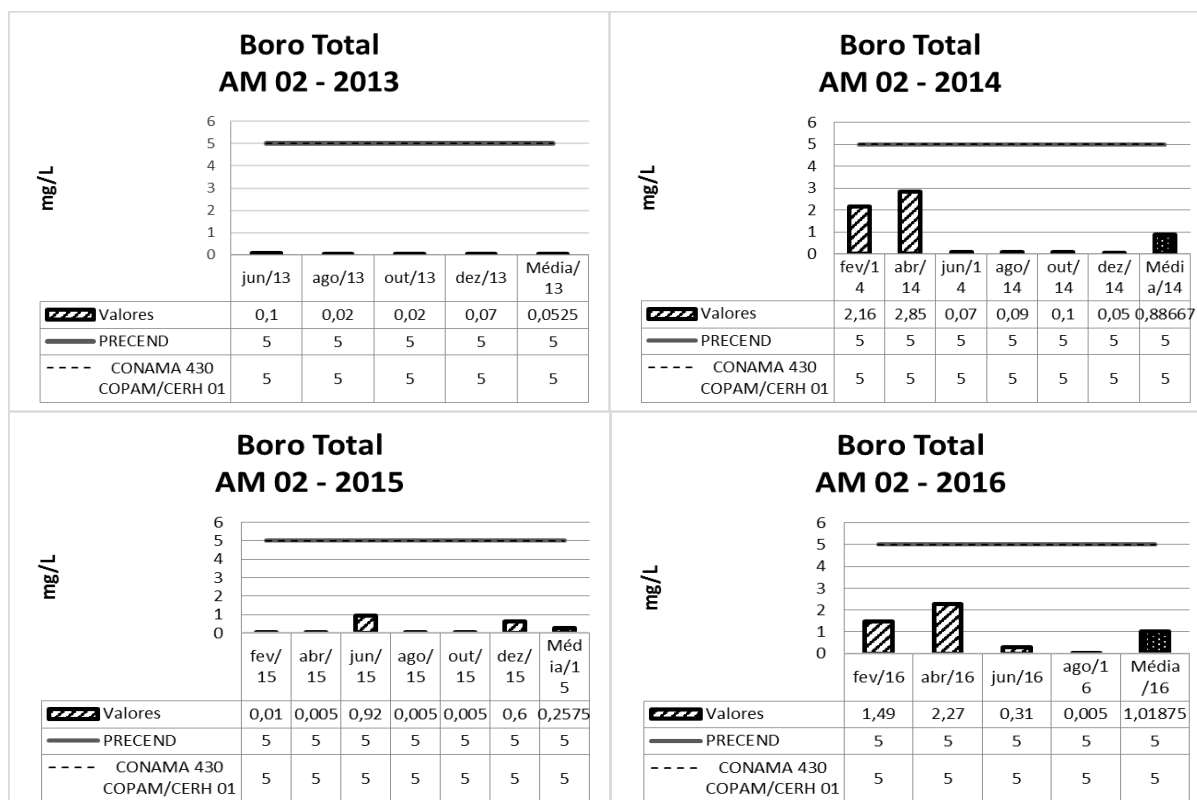 Boro Total
AM 02 - 2013
mg/L
6
5
4
3
2
1
0
jun/13 ago/13 out/13 dez/13 Média/
13
Valores 0,1 0,02 0,02 0,07 0,0525
PRECEND 5 5 5 5 5
CONAMA 430
COPAM/CERH 01 5 5 5 5 5
Boro Total
AM 02 - 2014
mg/L
6
5
4
3
2
1
0
fev/1 abr/ jun/1 ago/ out/ dez/ Médi
4 14 4 14 14 14 a/14
Valores 2,16 2,85 0,07 0,09 0,1 0,05 0,88667
PRECEND 5 5 5 5 5 5 5
CONAMA 430
COPAM/CERH 01 5 5 5 5 5 5 5
Boro Total
AM 02 - 2015
mg/L
6
5
4
3
2
1
0
fev/ abr/ jun/ ago/ out/ dez/ Méd
15 15 15 15 15 15 ia/1
5
Valores 0,01 0,005 0,92 0,005 0,005 0,6 0,2575
PRECEND 5 5 5 5 5 5 5
CONAMA 430
COPAM/CERH 01 5 5 5 5 5 5 5
Boro Total
AM 02 - 2016
mg/L
6
5
4
3
2
1
0
fev/16 abr/16 jun/16 ago/1 Média
6 /16
Valores 1,49 2,27 0,31 0,005 1,01875
PRECEND 5 5 5 5 5
CONAMA 430
COPAM/CERH 01 5 5 5 5 5